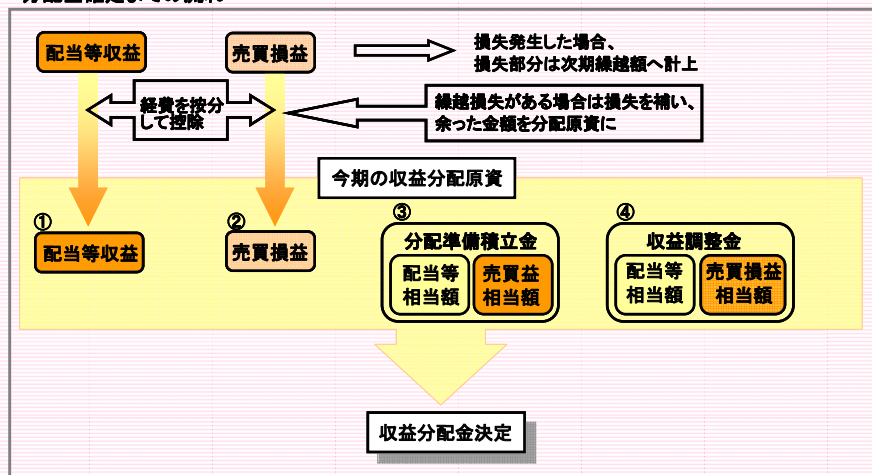 配当等収益
売買損益
損失発生した場合、
損失部分は次期繰越額へ計上
経費を按分
して控除
繰越損失がある場合は損失を補い、
余った金額を分配原資に
今期の収益分配原資
①
配当等収益
②
売買損益
③
分配準備積立金
配当等
相当額
売買益
相当額
④
収益調整金
配当等
相当額
売買損益
相当額
収益分配金決定